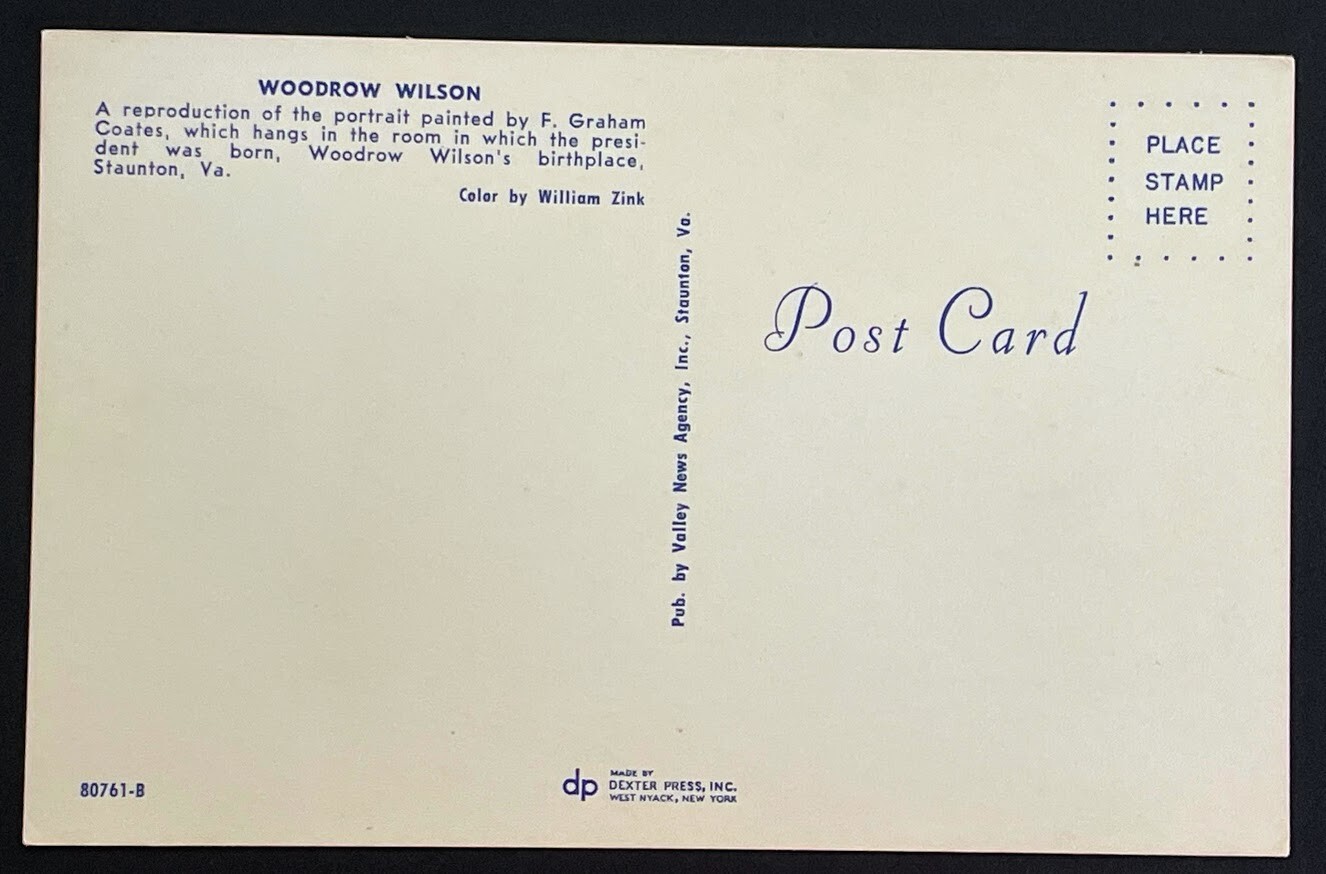 WOODROW WILSON
A reproduction of the portrait painted by F. Graham
Coates, which hangs in the room in which the presi-
dent was born, Woodrow Wilson's birthplace,
Staunton, Va.
Color by William Zink
Pub. by Valley News Agency, Inc., Staunton, Va.
PLACE
STAMP
HERE
Post Card
80761-B
dp
MADE BY
DEXTER PRESS, INC.
WEST NYACK, NEW YORK